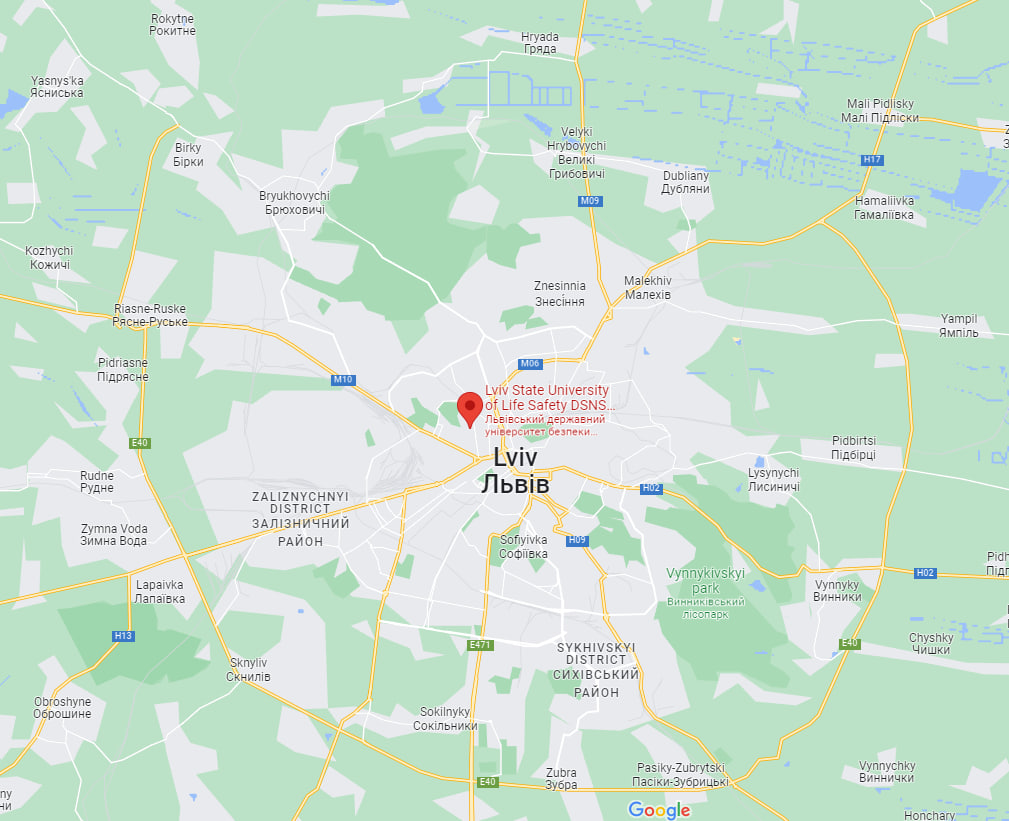 Rokytne
Рокитне
Hryada
Гряда
Yasnys'ka
Ясниська
Mali Pidlisky
Малі Підліски
Velyki
Hrybovychi
Великі
Грибовичі
Birky
Бірки
H17
Dubliany
Дубляни
Bryukhovychi
Брюховичі
M09
Hamaliivka
Гамаліївка
Kozhychi
Кожичі
Znesinnia
Знесіння
Malekhiv
Малехів
Riasne-Ruske
Рясне-Руське
Yampil
Ямпіль
Pidriasne
Підрясне
M06
M10
Lviv State University
of Life Safety DSNS...
Львівський державний
університет безпеки...
E40
Pidbirtsi
Підбірці
Lviv
Львів
Rudne
Рудне
Lysynychi
Лисиничі
H02
ZALIZNYCHNYI
DISTRICT
ЗАЛІЗНИЧНИЙ
РАЙОН
Zymna Voda
Зимна Вода
Sofiyivka
Софіївка
H09
Vynnykivskyi
park
Винниківський
лісопарк
H02
Lapaivka
Лапаївка
Vynnyky
Винники
H13
E471
E40
Chyshky
Чишки
SYKHIVSKYI
DISTRICT
СИХІВСЬКИЙ
РАЙОН
Sknyliv
Скнилів
Obroshyne
Оброшине
Sokilnyky
Сокільники
Zubra
Зубра
Pasiky-Zubrytski
Пасіки-Зубрицькі
Vynnychky
Виннички
E40
Google
Honchary